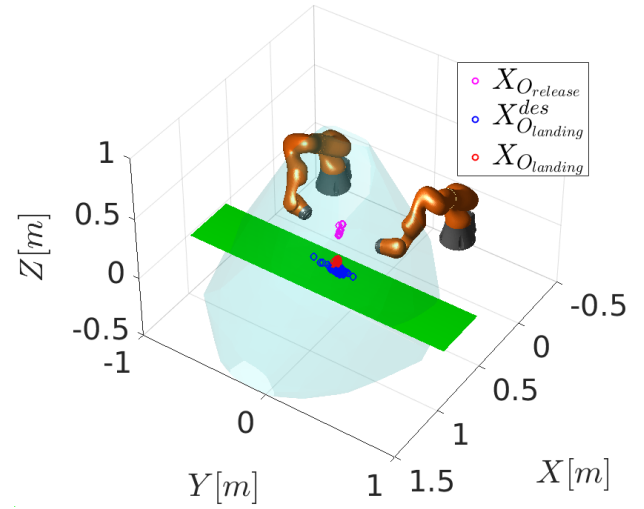 X_{O_{release}}
X^{des}_{O_{landing}}
X_{O_{landing}}
1
0.5
0
-0.5
Z[m]
-1
0
1
Y[m]
-0.5
0
0.5
1
1.5
X[m]